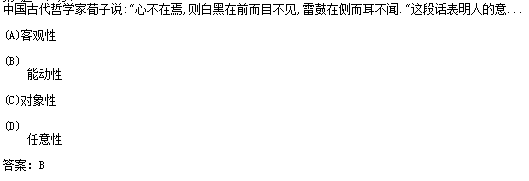 中国古代哲学家荀子说:“心不在焉,则白黑在前而目不见,雷鼓在侧而耳不闻.“这段话表明人的意...
(A)客观性
(B)
能动性
(C)对象性
(D)
任意性
答案: B